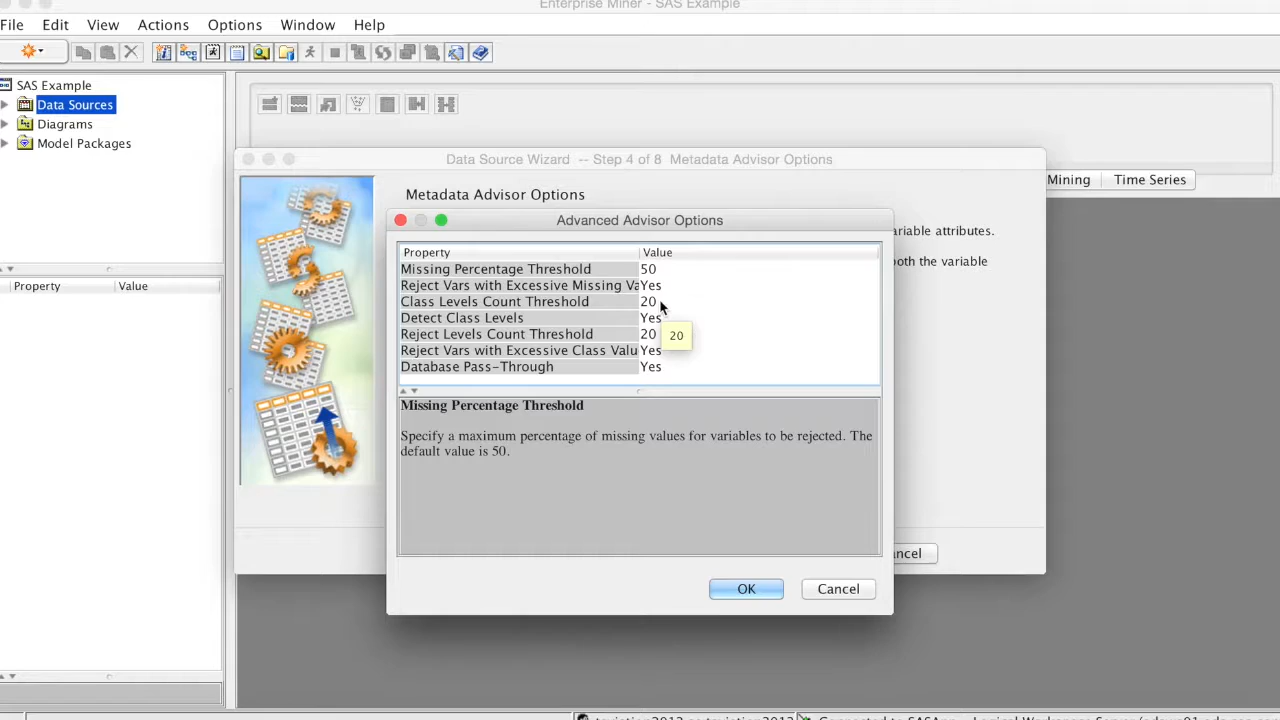 Enterprise Miner - SAS Example
File Edit View Actions Options Window Help
SAS Example
Data Sources
Diagrams
Model Packages
Property Value
Mining Time Series
Data Source Wizard -- Step 4 of 8 Metadata Advisor Options
Metadata Advisor Options
ariable attributes.
both the variable
Advanced Advisor Options
Property Value
Missing Percentage Threshold 50
Reject Vars with Excessive Missing Va Yes
Class Levels Count Threshold 20
Detect Class Levels Yes
Reject Levels Count Threshold 20
20
Reject Vars with Excessive Class Valu Yes
Database Pass-Through Yes
Missing Percentage Threshold
Specify a maximum percentage of missing values for variables to be rejected. The
default value is 50.
ancel
OK Cancel